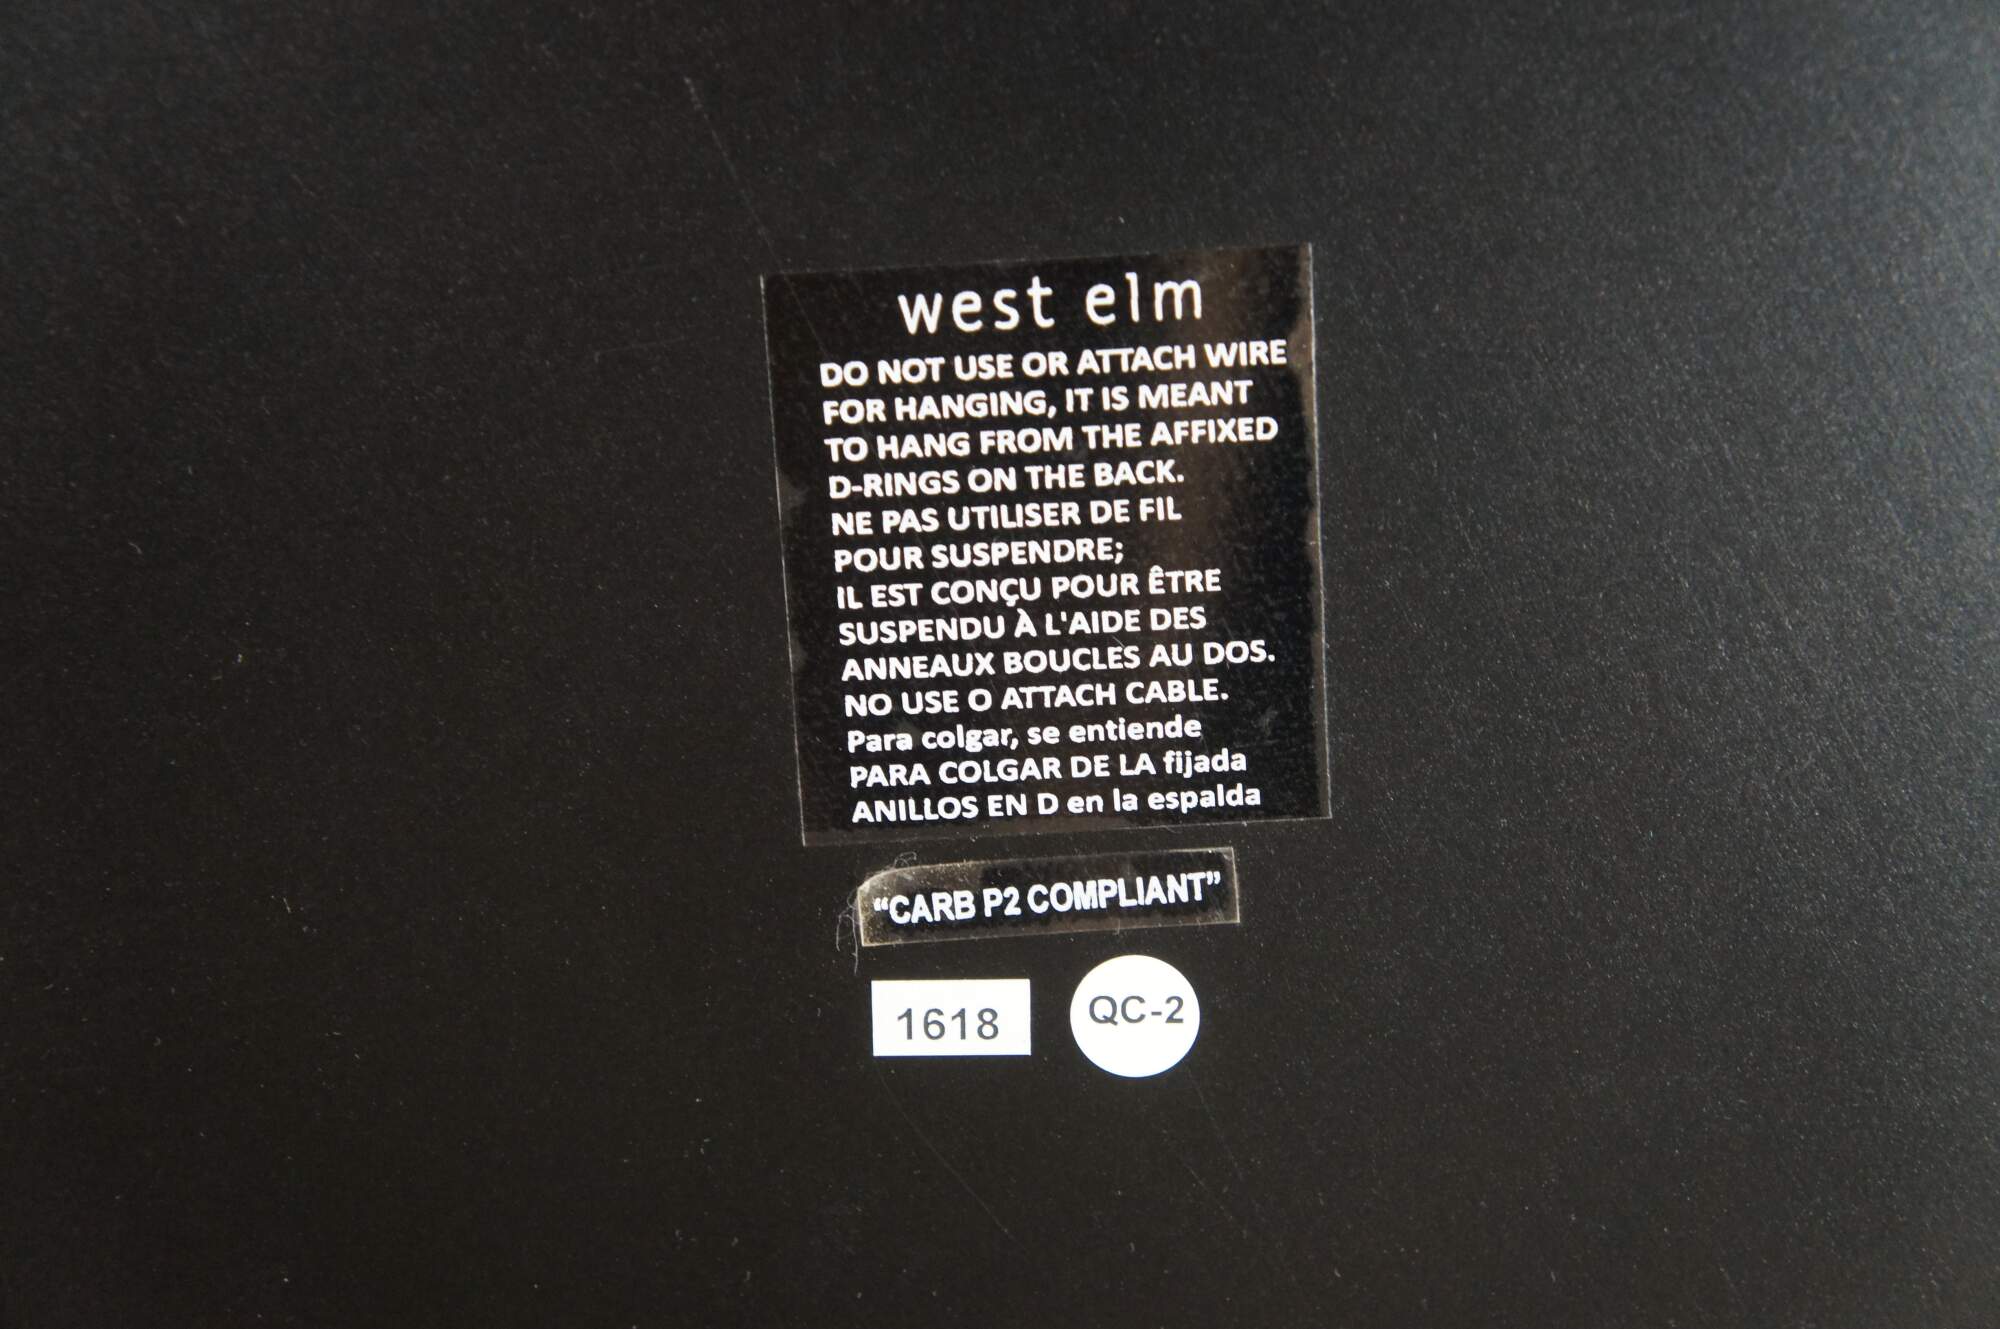 west elm
DO NOT USE OR ATTACH WIRE
FOR HANGING, IT IS MEANT
TO HANG FROM THE AFFIXED
D-RINGS ON THE BACK.
NE PAS UTILISER DE FIL
POUR SUSPENDRE;
IL EST CONÇU POUR ÊTRE
SUSPENDU À L'AIDE DES
ANNEAUX BOUCLES AU DOS.
NO USE O ATTACH CABLE.
Para colgar, se entiende
PARA COLGAR DE LA fijada
ANILLOS EN D en la espalda
“CARB P2 COMPLIANT”
1618
QC-2